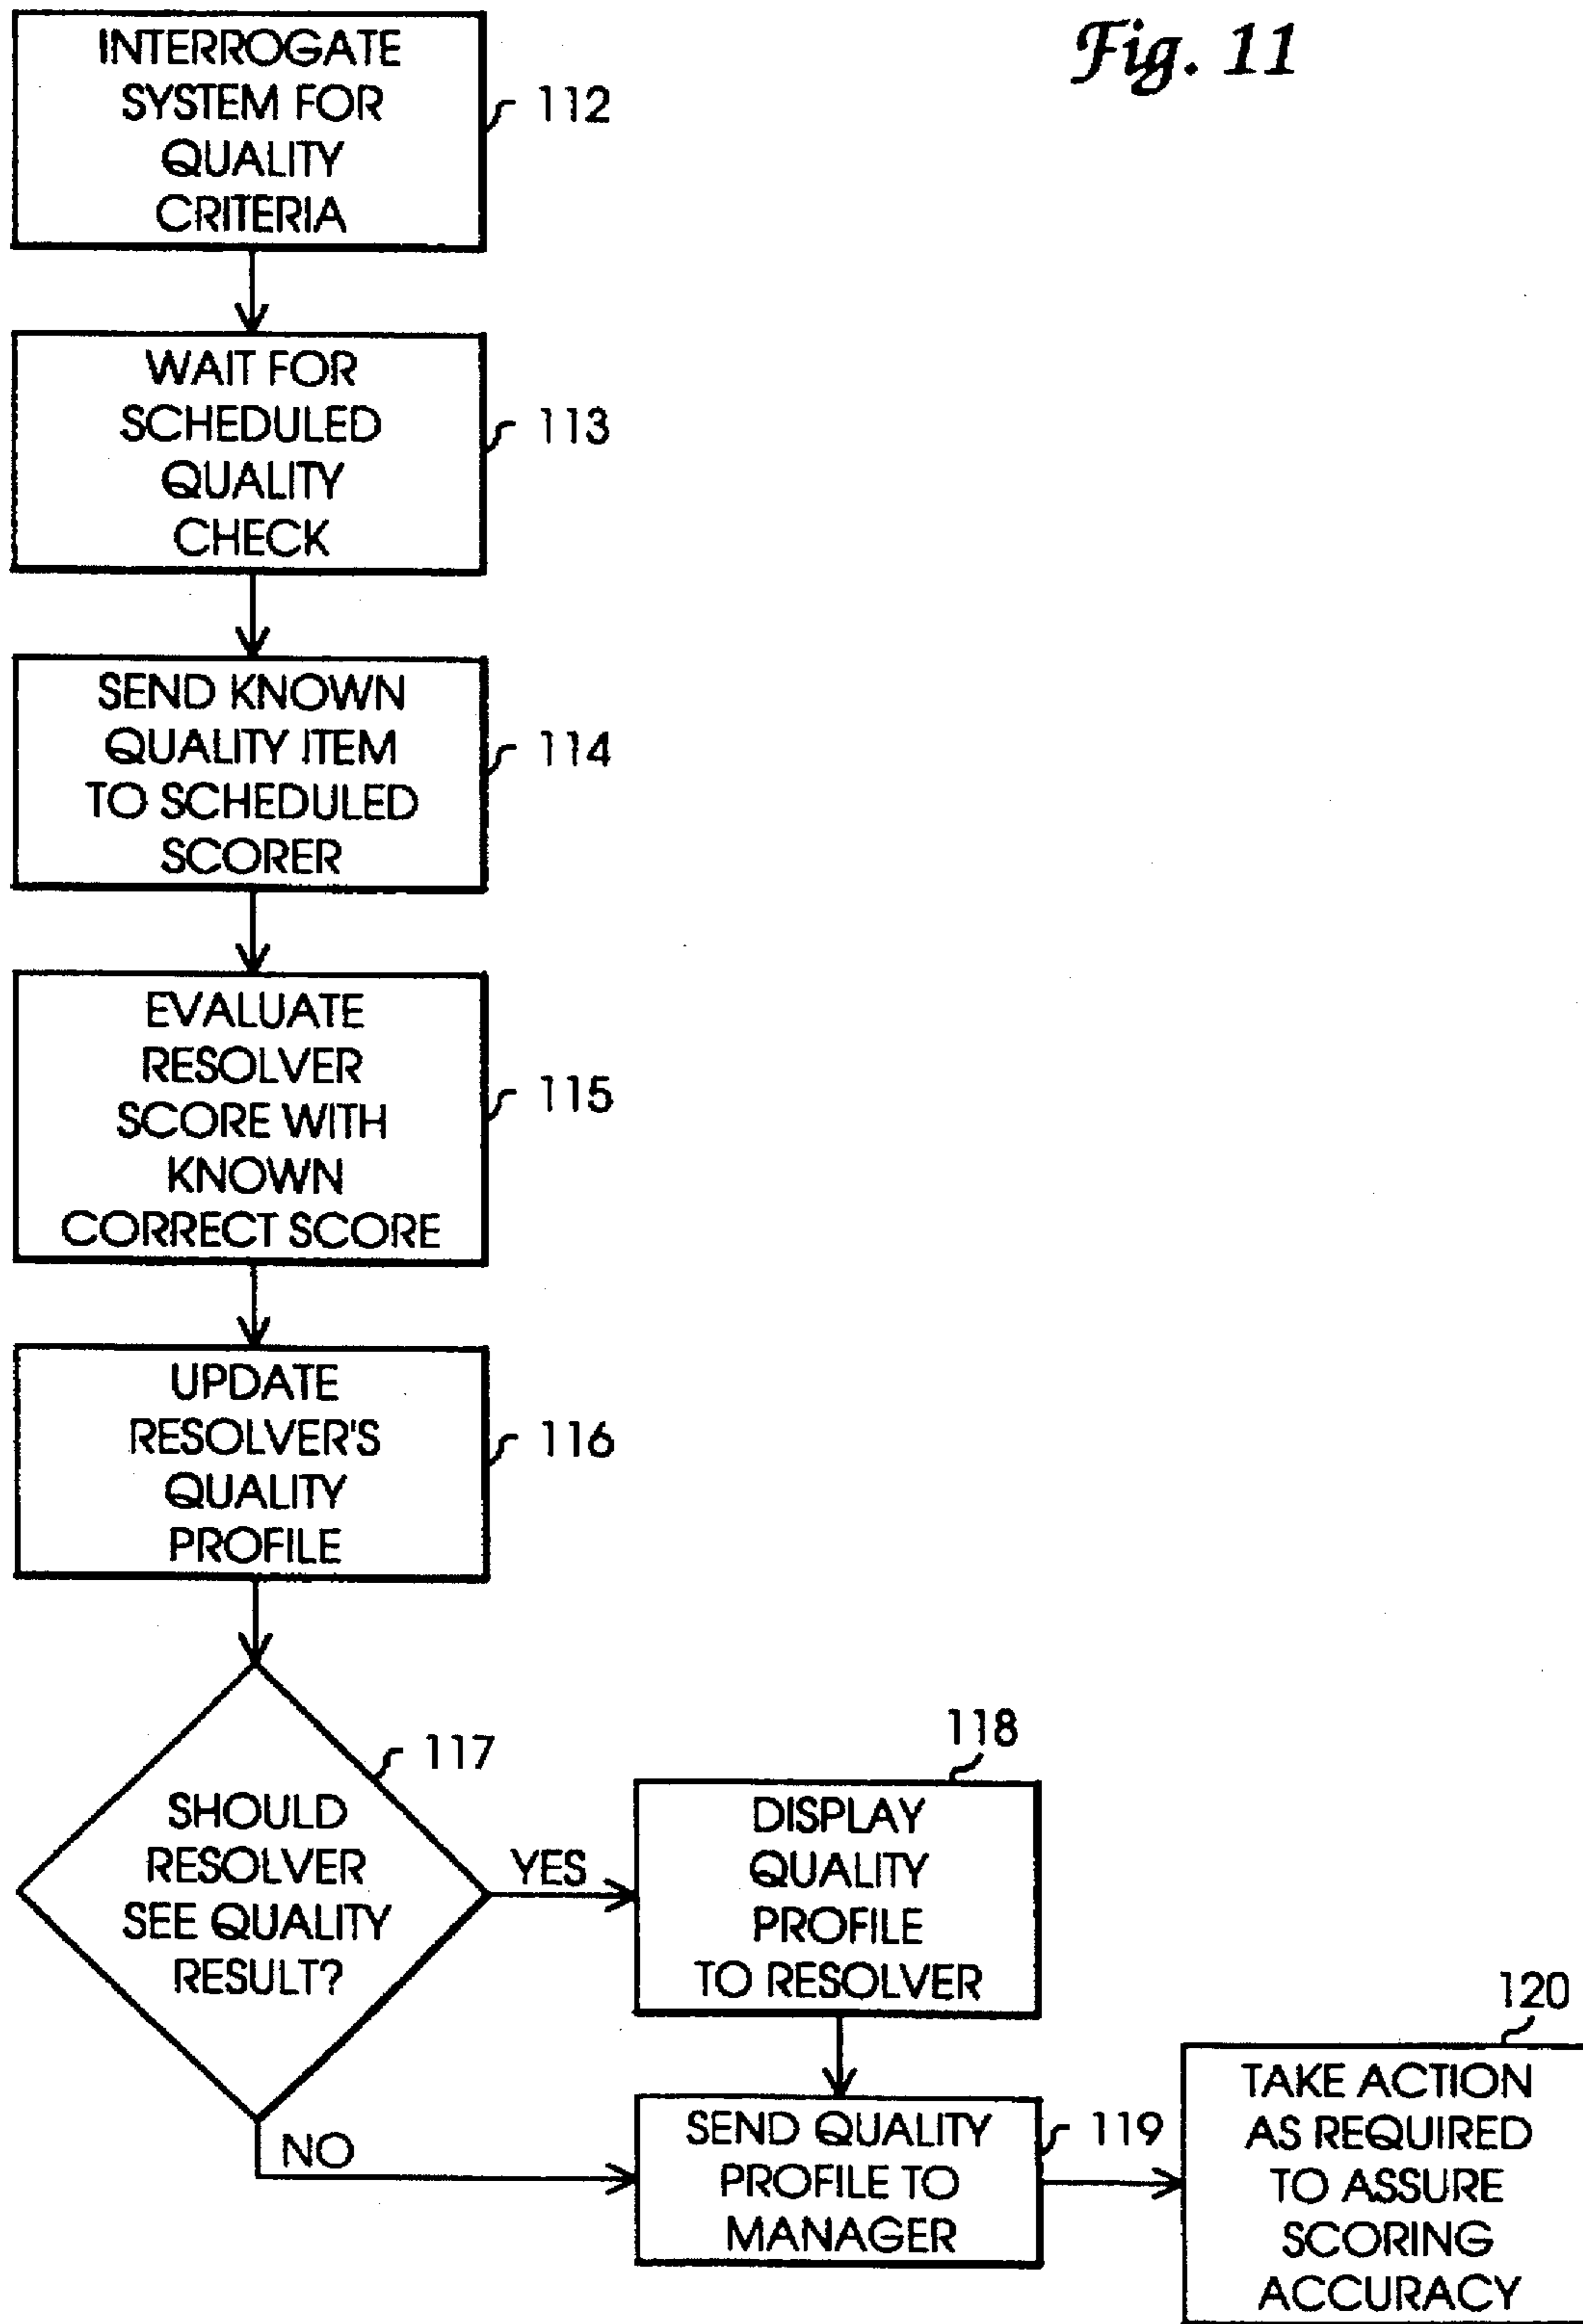 Fig. 11
INTERROGATE
SYSTEM FOR
QUALITY
CRITERIA
112
WAIT FOR
SCHEDULED
QUALITY
CHECK
113
SEND KNOWN
QUALITY ITEM
TO SCHEDULED
SCORER
114
EVALUATE
RESOLVER
SCORE WITH
KNOWN
CORRECT SCORE
115
UPDATE
RESOLVER'S
QUALITY
PROFILE
116
SHOULD
RESOLVER
SEE QUALITY
RESULT?
117
YES
NO
DISPLAY
QUALITY
PROFILE
TO RESOLVER
118
SEND QUALITY
PROFILE TO
MANAGER
119
TAKE ACTION
AS REQUIRED
TO ASSURE
SCORING
ACCURACY
120